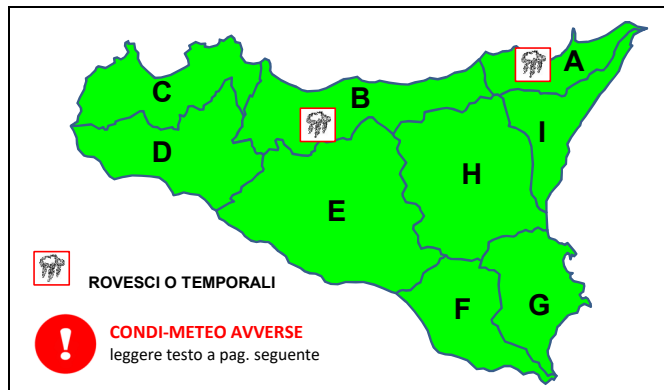 A
C
B
I
D
H
E
ROVESCI O TEMPORALI
F
G
CONDI-METEO AVVERSE
leggere testo a pag. seguente